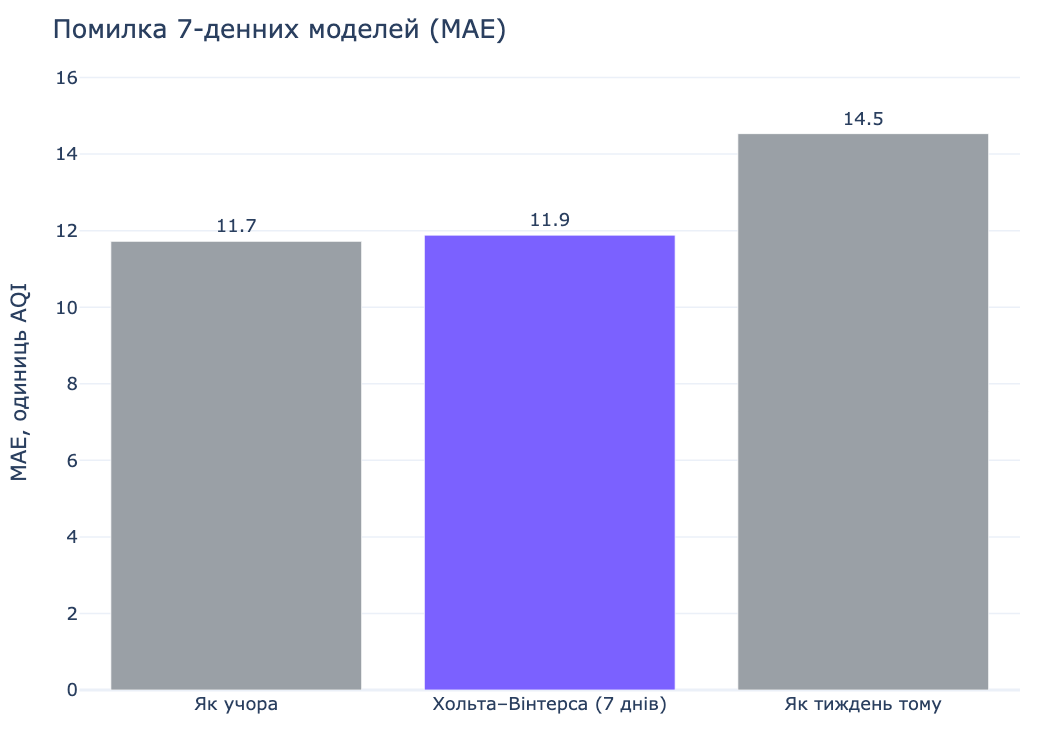 Помилка 7-денних моделей (MAE)
MAE, одиниць AQI
16
14
12
10
8
6
4
2
0
11.7
11.9
14.5
Як учора
Хольта–Вінтерса (7 днів)
Як тиждень тому